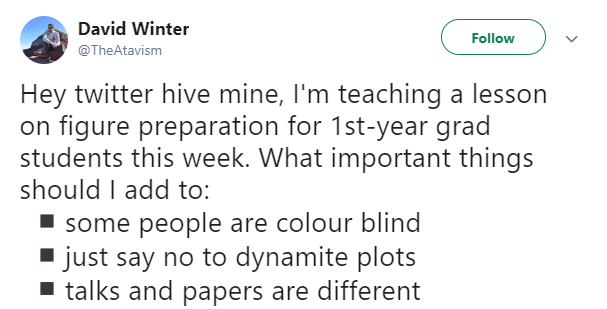 David Winter
@TheAtavism
Follow
Hey twitter hive mine, I'm teaching a lesson
on figure preparation for 1st-year grad
students this week. What important things
should I add to:
■ some people are colour blind
■ just say no to dynamite plots
■ talks and papers are different